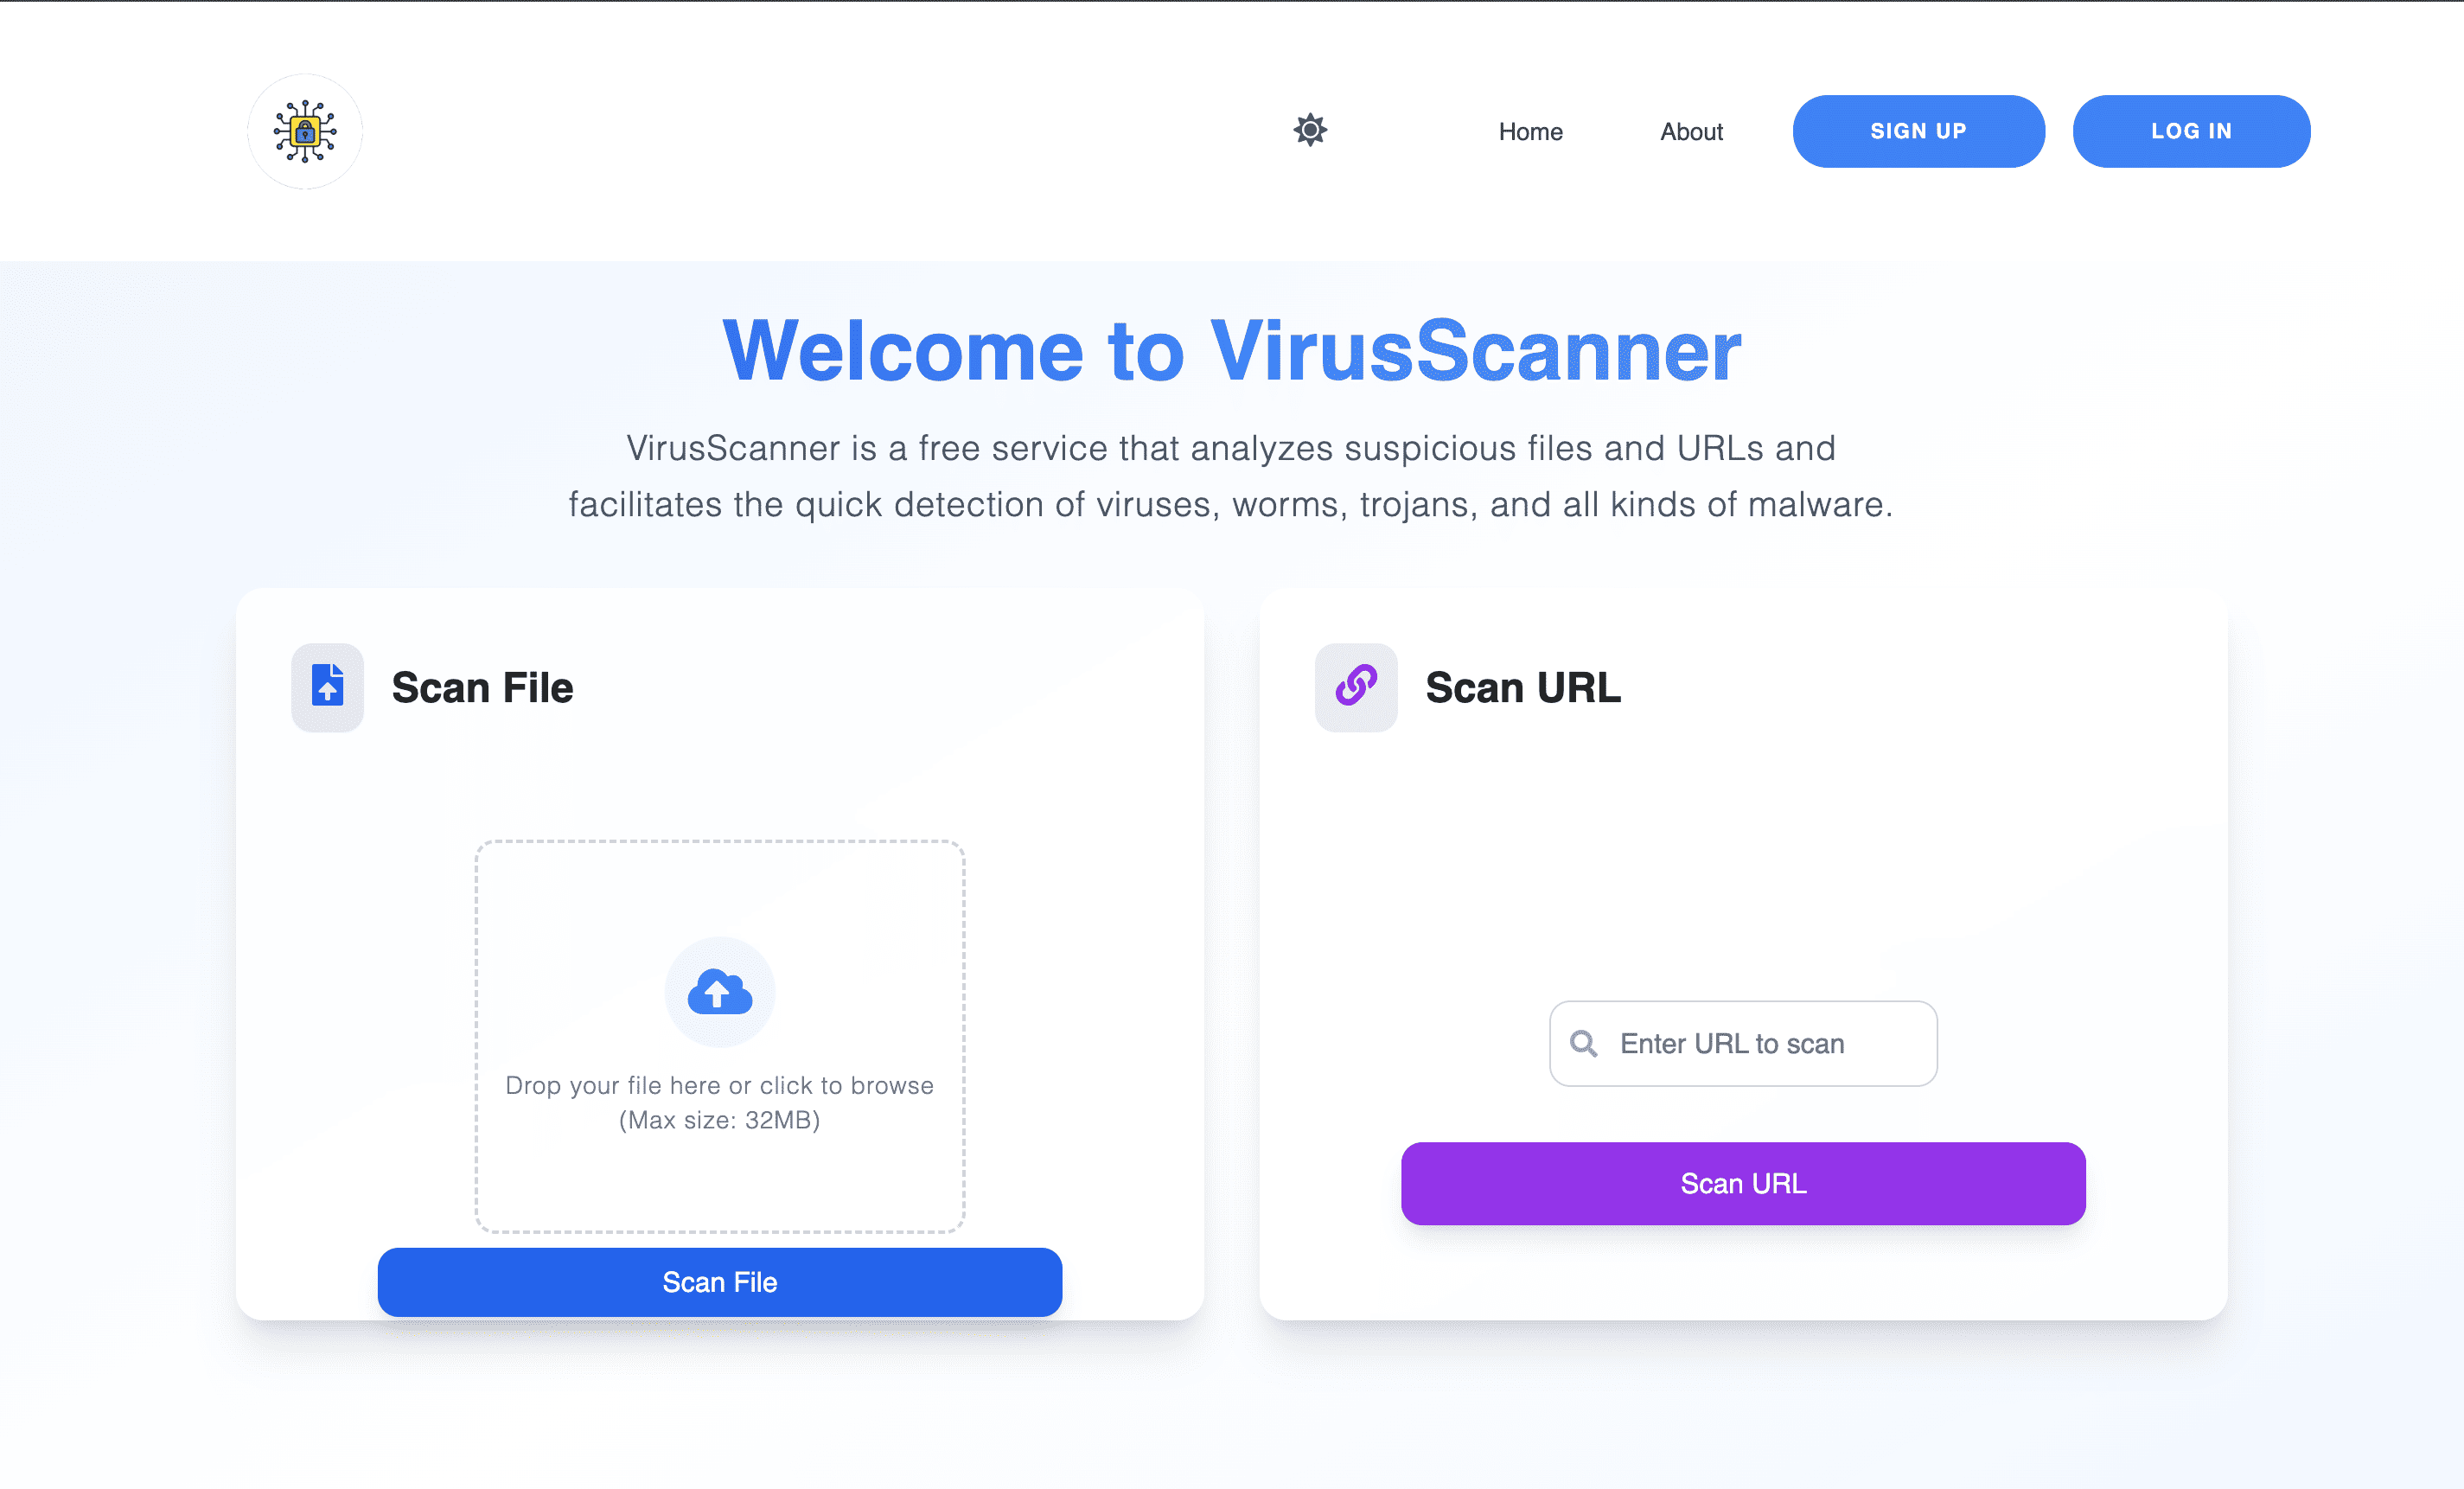 Home
About
SIGN UP
LOG IN
Welcome to VirusScanner
VirusScanner is a free service that analyzes suspicious files and URLs and
facilitates the quick detection of viruses, worms, trojans, and all kinds of malware.
Scan File
Drop your file here or click to browse
(Max size: 32MB)
Scan File
Scan URL
Enter URL to scan
Scan URL